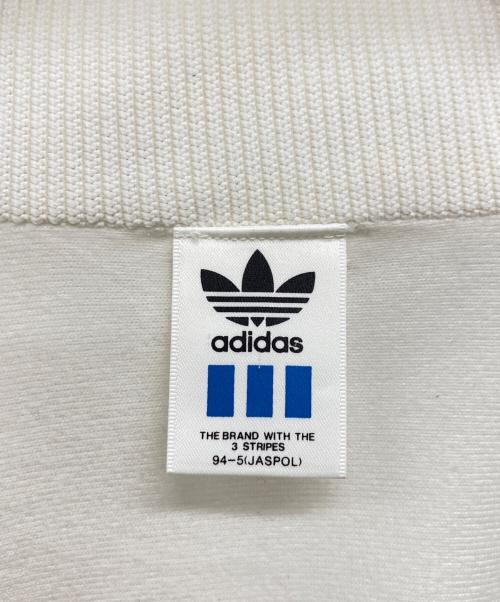 adidas
THE BRAND WITH THE
3 STRIPES
94-5(JASPOL)